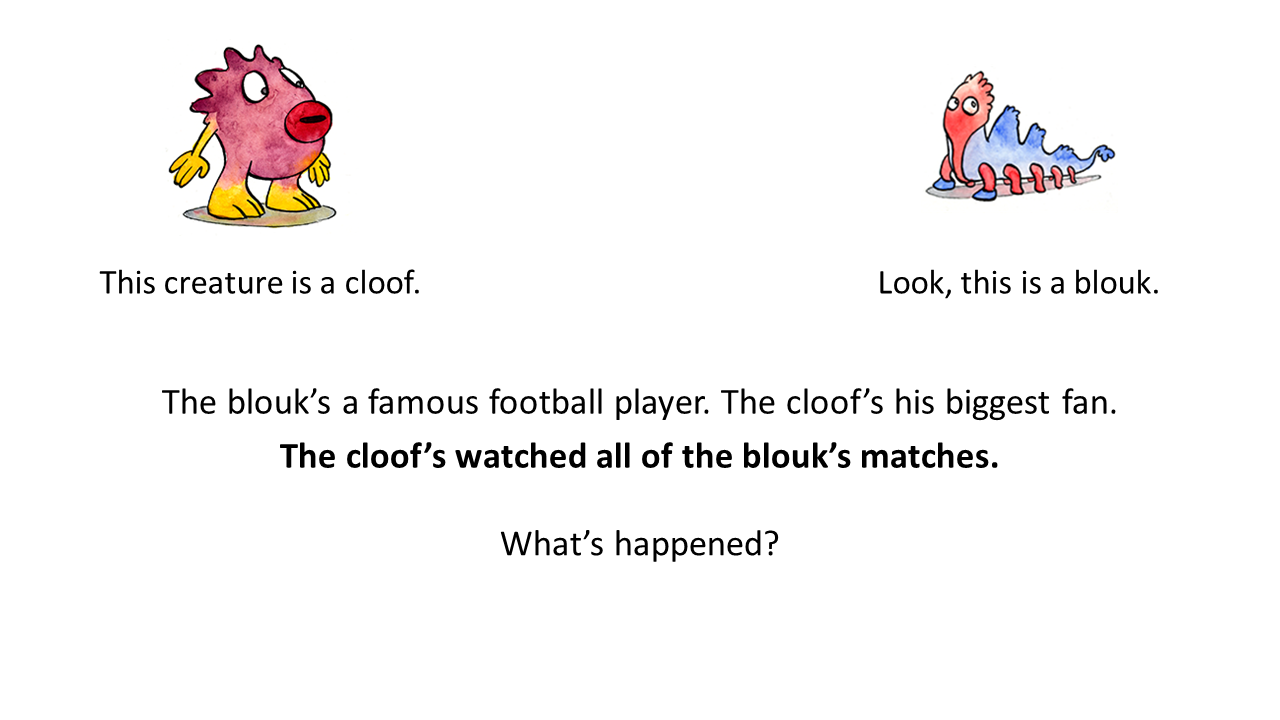 This creature is a cloof.
Look, this is a blouk.
The blouk’s a famous football player. The cloof’s his biggest fan.
The cloof’s watched all of the blouk’s matches.
What’s happened?